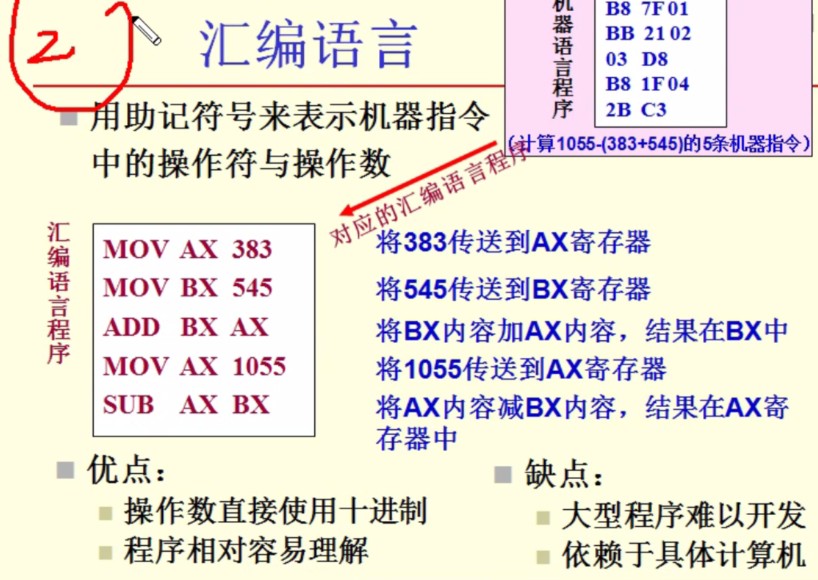 2
汇编语言
机器语言程序
B8 7F 01
BB 21 02
03 D8
B8 1F 04
2B C3
(计算1055-(383+545)的5条机器指令)
用助记符号来表示机器指令
中的操作符与操作数
对应的汇编语言程序
汇编语言程序
MOV AX 383
MOV BX 545
ADD BX AX
MOV AX 1055
SUB AX BX
将383传送到AX寄存器
将545传送到BX寄存器
将BX内容加AX内容，结果在BX中
将1055传送到AX寄存器
将AX内容减BX内容，结果在AX寄
存器中
优点：
操作数直接使用十进制
程序相对容易理解
缺点：
大型程序难以开发
依赖于具体计算机